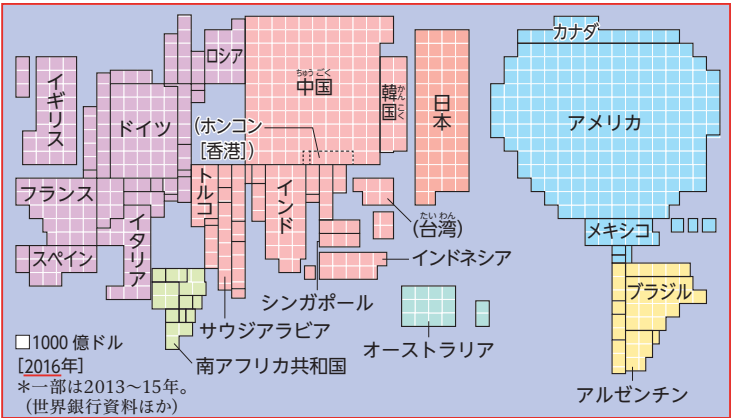 カナダ
アメリカ
メキシコ
ブラジル
アルゼンチン
ロシア
イギリス
ドイツ
フランス
スペイン
イタリア
ちゅうごく
中国
(ホンコン
[香港])
かんこく
韓国
日本
トルコ
インド
たいわん
(台湾)
インドネシア
シンガポール
サウジアラビア
南アフリカ共和国
オーストラリア
1000億ドル
[2016年]
*一部は2013〜15年。
(世界銀行資料ほか)